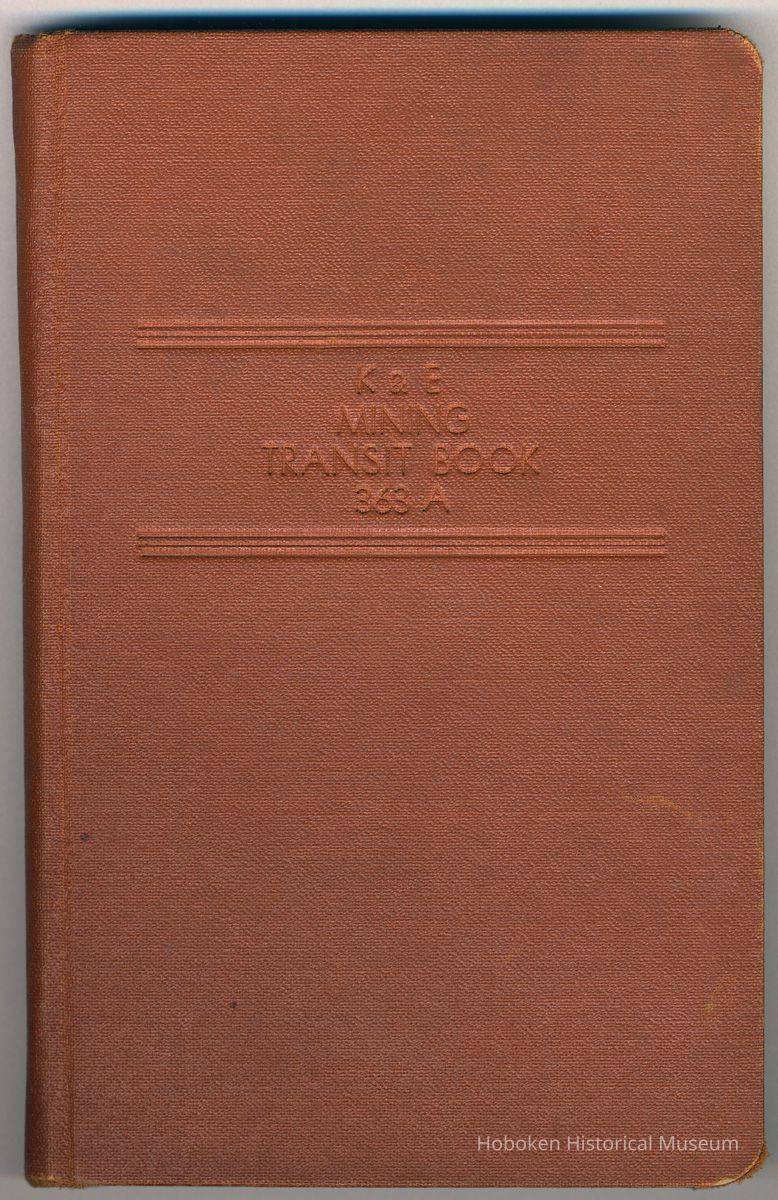 K & E
MINING
TRANSIT BOOK
363 A
Hoboken Historical Museum